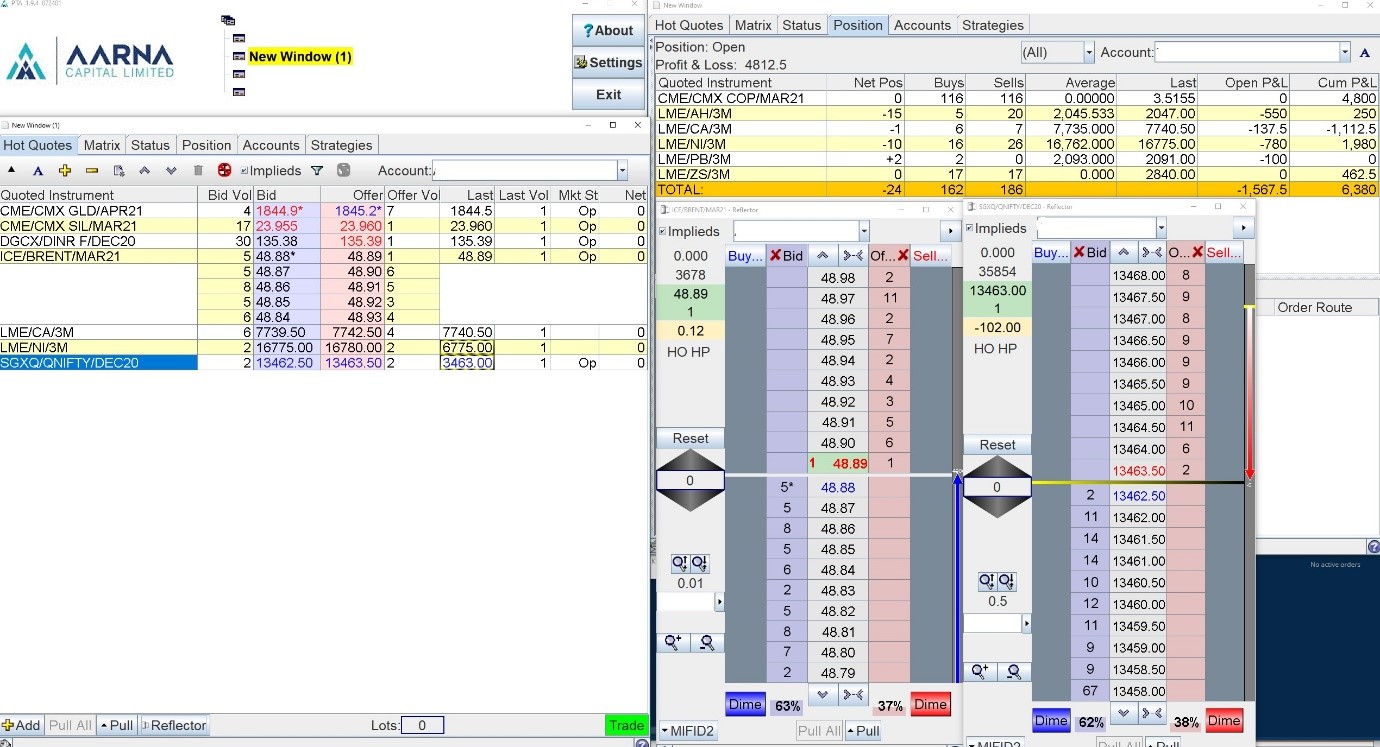 PTA 1.9.4 072401
AARNA
CAPITAL LIMITED
New Window (1)
?About
Settings
Exit
New Window (1)
Hot Quotes Matrix Status Position Accounts Strategies
A Implieds Account:
Quoted Instrument Bid Vol Bid Offer Offer Vol Last Last Vol Mkt St Net
CME/CMX GLD/APR21 4 1844.9* 1845.2* 7 1844.5 1 Op 0
CME/CMX SIL/MAR21 17 23.955 23.960 1 23.960 1 Op 0
DGCX/DINR F/DEC20 30 135.38 135.39 1 135.39 1 Op 0
ICE/BRENT/MAR21 5 48.88* 48.89 1 48.89 1 Op 0
5 48.87 48.90 6
8 48.86 48.91 5
5 48.85 48.92 3
6 48.84 48.93 4
LME/CA/3M 6 7739.50 7742.50 4 7740.50 1 0
LME/NI/3M 2 16775.00 16780.00 2 6775.00 1 0
SGXQ/QNIFTY/DEC20 2 13462.50 13463.50 2 3463.00 1 Op 0
Add Pull All Pull Reflector Lots: 0 Trade
New Window
Hot Quotes Matrix Status Position Accounts Strategies
Position: Open (All) Account: A
Profit & Loss: 4812.5
Quoted Instrument Net Pos Buys Sells Average Last Open P&L Cum P&L
CME/CMX COP/MAR21 0 116 116 0.00000 3.5155 0 4,800
LME/AH/3M -15 5 20 2,045.533 2047.00 -550 250
LME/CA/3M -1 6 7 7,735.000 7740.50 -137.5 -1,112.5
LME/NI/3M -10 16 26 16,762.000 16775.00 -780 1,980
LME/PB/3M +2 2 0 2,093.000 2091.00 -100 0
LME/ZS/3M 0 17 17 0.000 2840.00 0 462.5
TOTAL: -24 162 186 -1,567.5 6,380
ICE/BRENT/MAR21 - Reflector
Implieds
0.000 Buy... Bid Of... Sell...
3678
48.89
1
0.12
HO HP
Reset
0
0.01
48.98 2
48.97 11
48.96 2
48.95 7
48.94 2
48.93 4
48.92 3
48.91 5
48.90 6
1 48.89 1
5* 48.88
5 48.87
8 48.86
5 48.85
6 48.84
2 48.83
5 48.82
8 48.81
7 48.80
2 48.79
Dime 63% 37% Dime
MIFID2 Pull All Pull
SGXQ/QNIFTY/DEC20 - Reflector
Implieds
0.000 Buy... Bid O... Sell...
35854
13463.00
1
-102.00
HO HP
Reset
0
0.5
13468.00 8
13467.50 9
13467.00 8
13466.50 9
13466.00 9
13465.50 9
13465.00 10
13464.50 11
13464.00 6
13463.50 2
2 13462.50
11 13462.00
14 13461.50
14 13461.00
10 13460.50
12 13460.00
11 13459.50
9 13459.00
9 13458.50
67 13458.00
Dime 62% 38% Dime
MIFID2 Pull All Pull
Order Route
No active orders